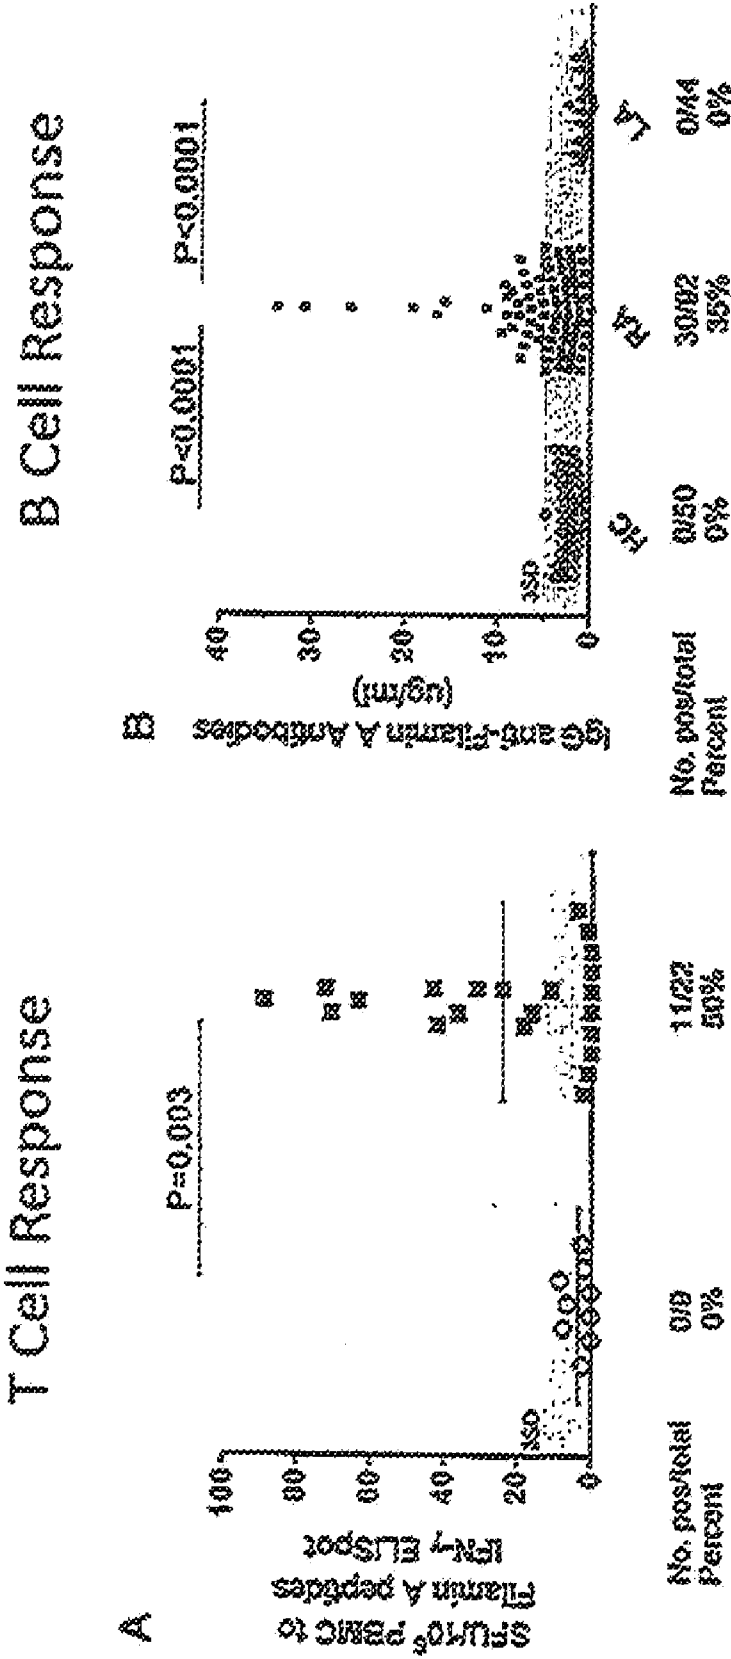 T Cell Response
A
SFU/10⁶ PBMC to
Filamin A peptides
IFN-γ ELISpot
100
80
60
40
20
0
P=0.003
3SD
No. pos/total
0/9
11/22
Percent
0%
50%
B Cell Response
B
IgG anti-Filamin A Antibodies
(ug/ml)
40
30
20
10
0
P<0.0001
P<0.0001
3SD
HC
RA
LA
No. pos/total
0/50
30/92
0/44
Percent
0%
35%
0%